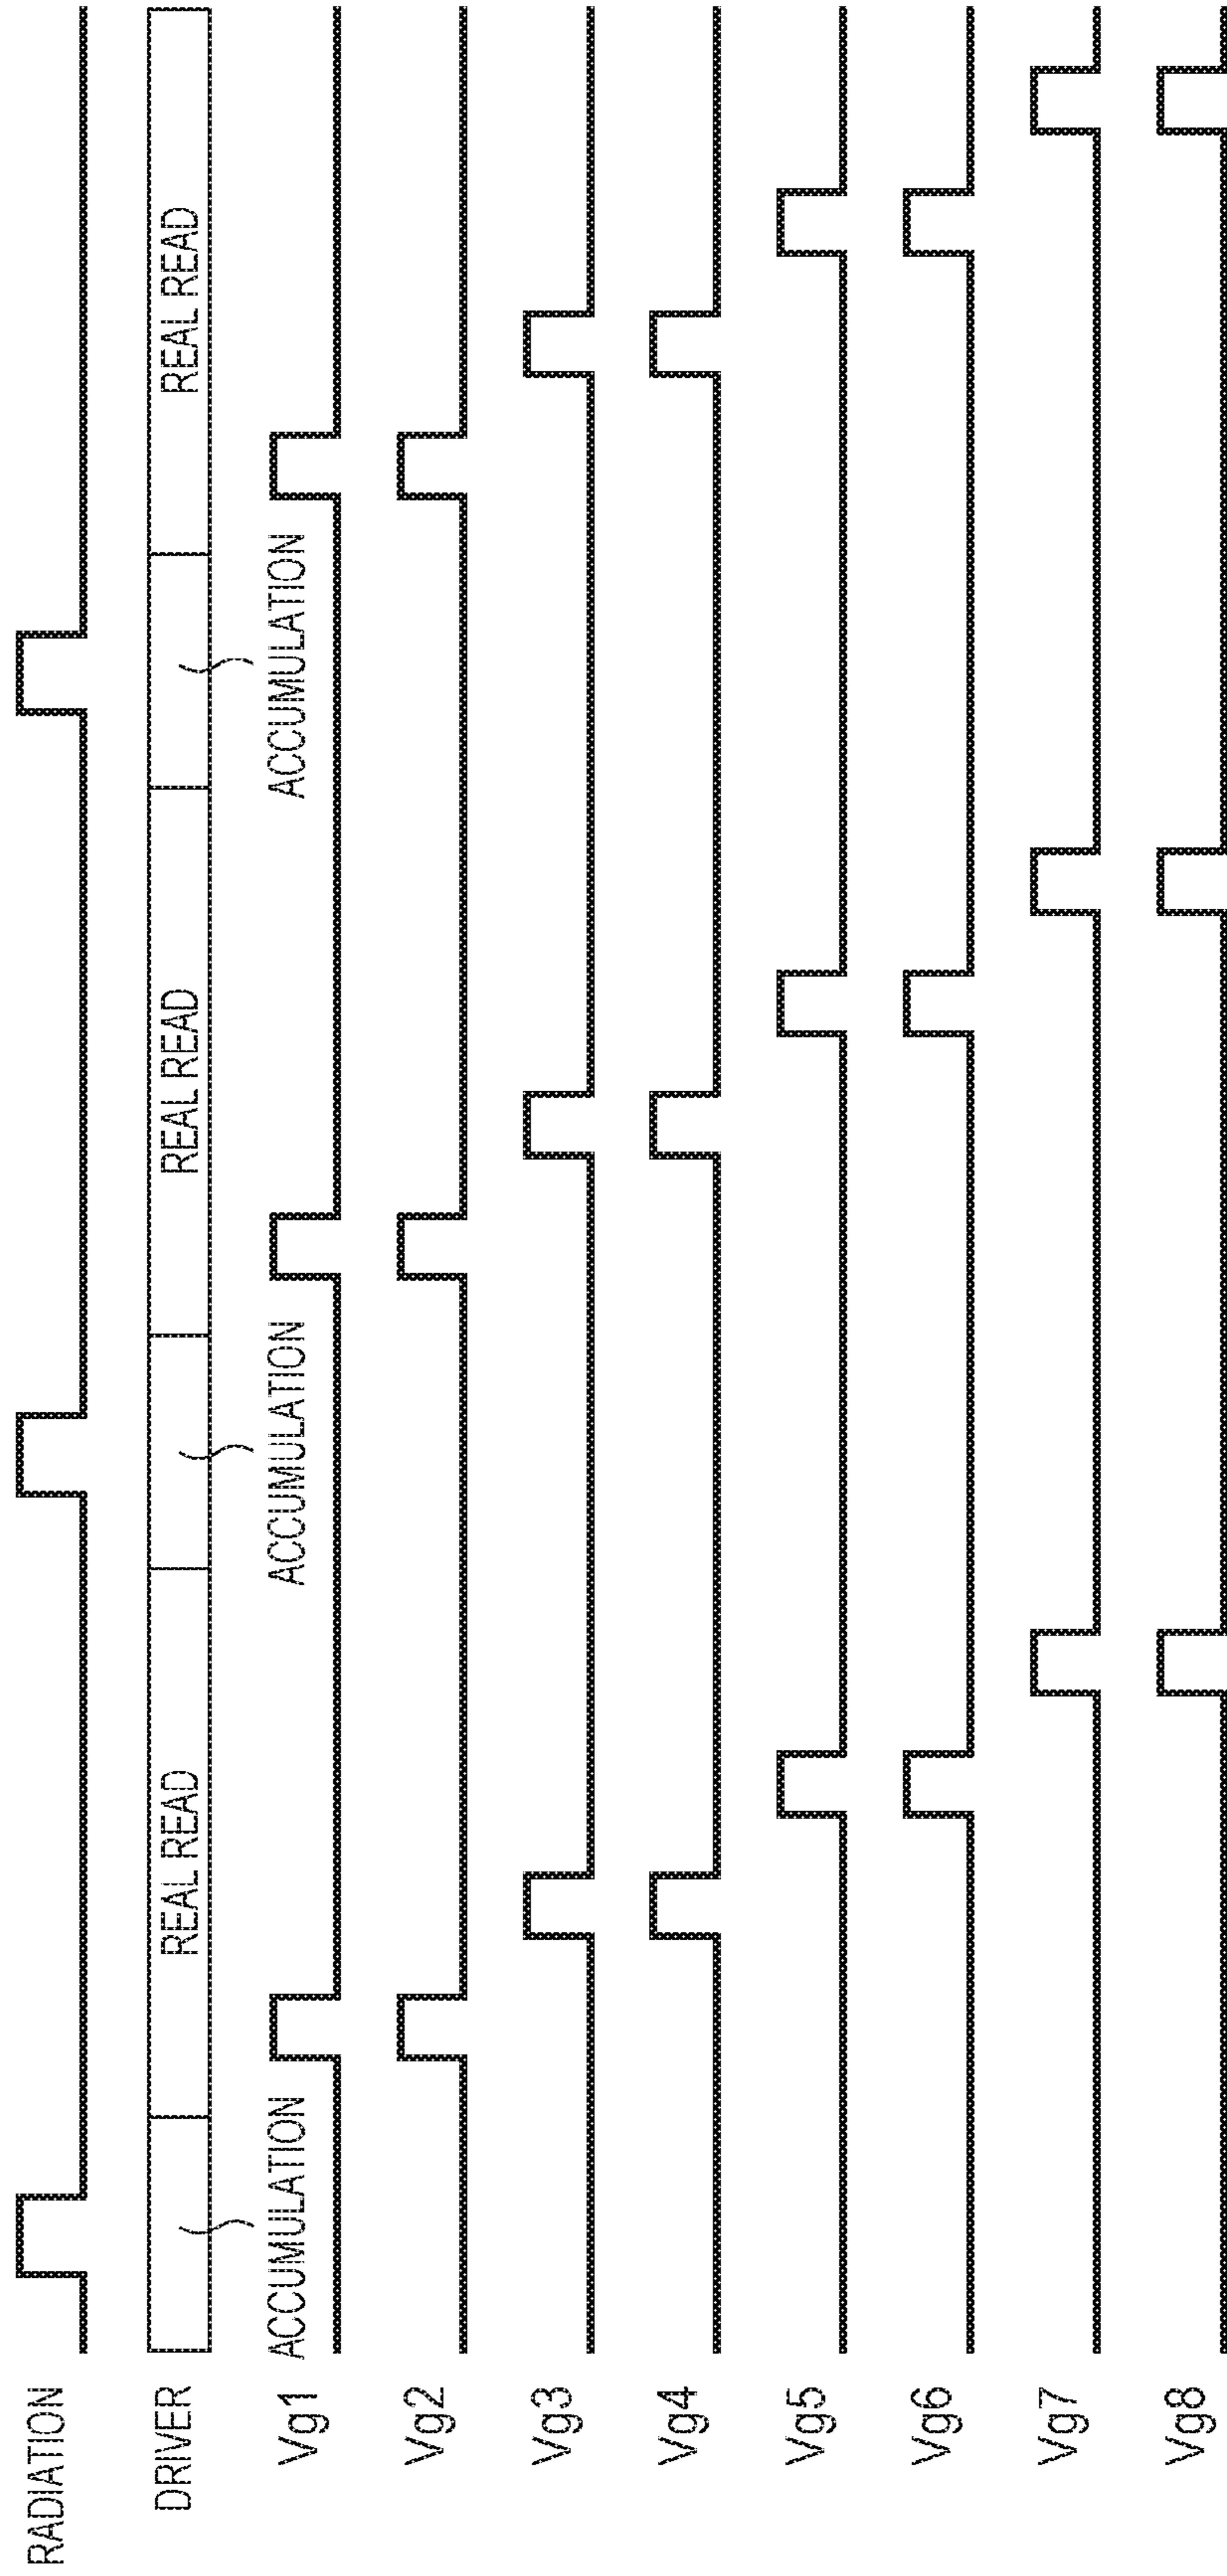 RADIATION
DRIVER
REAL READ
REAL READ
REAL READ
ACCUMULATION
ACCUMULATION
ACCUMULATION
Vg1
Vg2
Vg3
Vg4
Vg5
Vg6
Vg7
Vg8